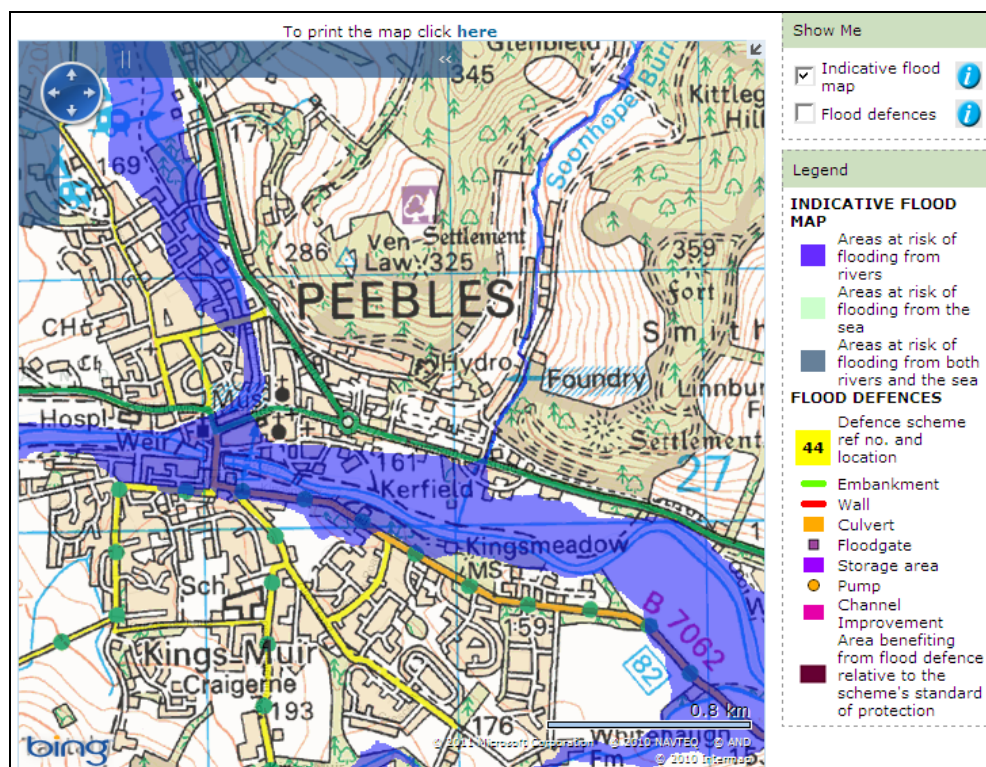 To print the map click here
Glenbield
345
Kittleg
Hill
Soonhope Burn
171
169
286
Ven
Law
Settlement
325
359
fort
PEEBLES
CH
Smith
Ch
Hydro
Foundry
Linnbu
Mus
Hospl
Weir
161
Settlement
27
Kerfield
Kingsmeadow
MS
Sch
159
B 7062
Kings Muir
Craigerne
82
193
176
0.8 km
Whitehaugh
Fm
bing
© 2011 Microsoft Corporation © 2010 NAVTEQ © AND
© 2010 Intermap
Show Me
Indicative flood
map
Flood defences
Legend
INDICATIVE FLOOD
MAP
Areas at risk of
flooding from
rivers
Areas at risk of
flooding from the
sea
Areas at risk of
flooding from both
rivers and the sea
FLOOD DEFENCES
44
Defence scheme
ref no. and
location
Embankment
Wall
Culvert
Floodgate
Storage area
Pump
Channel
Improvement
Area benefiting
from flood defence
relative to the
scheme's standard
of protection